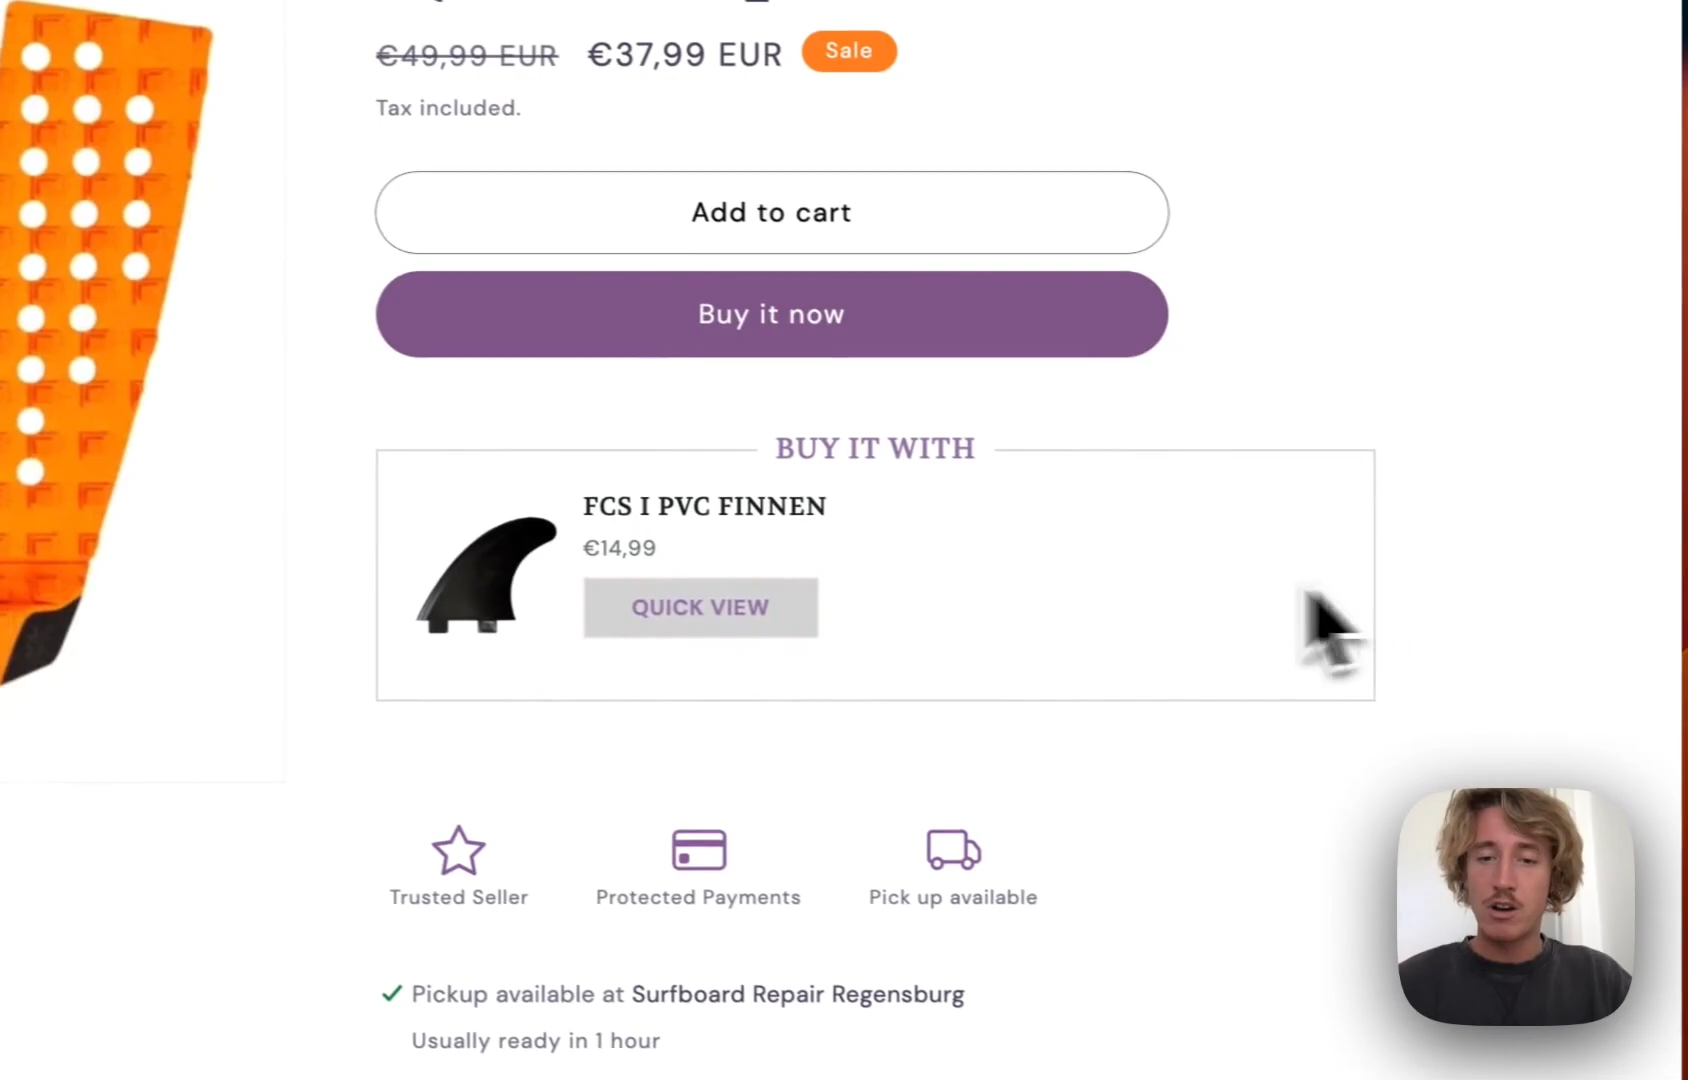 €49,99 EUR €37,99 EUR Sale
Tax included.
Add to cart
Buy it now
BUY IT WITH
FCS I PVC FINNEN
€14,99
QUICK VIEW
Trusted Seller Protected Payments Pick up available
Pickup available at Surfboard Repair Regensburg
Usually ready in 1 hour